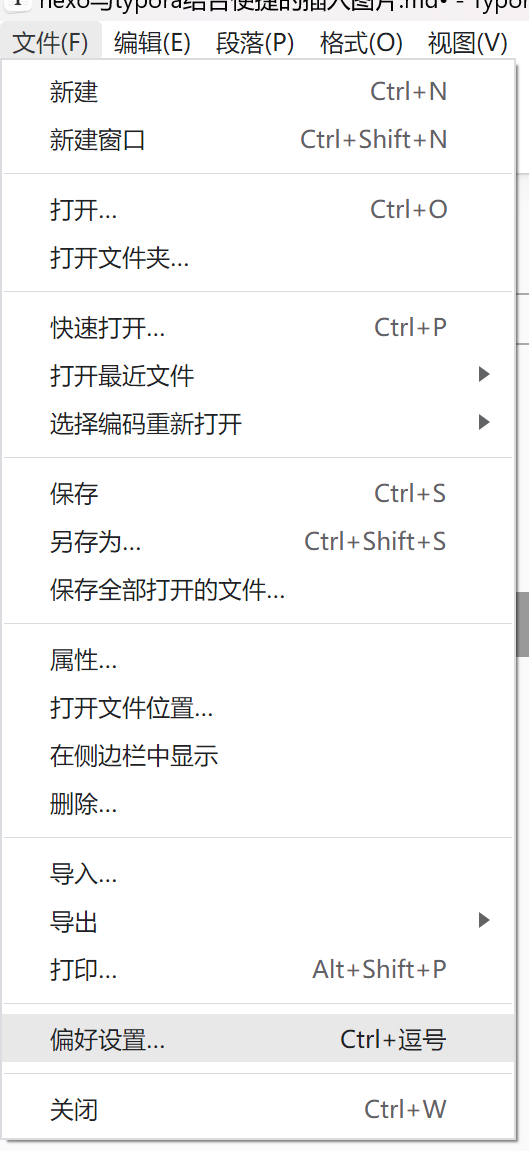 hexo与typora结合便捷的插入图片.md• - Typor
文件(F) 编辑(E) 段落(P) 格式(O) 视图(V)
新建 Ctrl+N
新建窗口 Ctrl+Shift+N
打开... Ctrl+O
打开文件夹...
快速打开... Ctrl+P
打开最近文件
选择编码重新打开
保存 Ctrl+S
另存为... Ctrl+Shift+S
保存全部打开的文件...
属性...
打开文件位置...
在侧边栏中显示
删除...
导入...
导出
打印... Alt+Shift+P
偏好设置... Ctrl+逗号
关闭 Ctrl+W